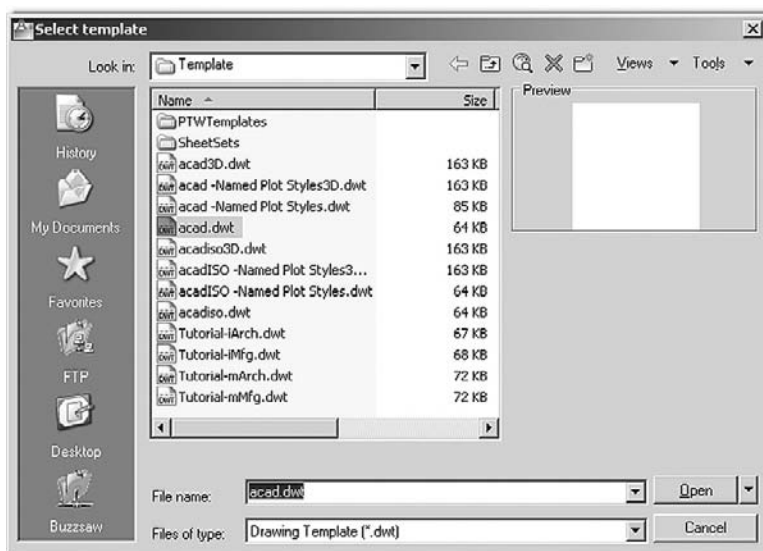 Select template
Look in: Template Views Tools
Name Size Preview
PTWTemplates
SheetSets
acad3D.dwt 163 KB
acad -Named Plot Styles3D.dwt 163 KB
acad -Named Plot Styles.dwt 85 KB
acad.dwt 64 KB
acadiso3D.dwt 163 KB
acadISO -Named Plot Styles3... 163 KB
acadISO -Named Plot Styles.dwt 64 KB
acadiso.dwt 64 KB
Tutorial-iArch.dwt 67 KB
Tutorial-iMfg.dwt 68 KB
Tutorial-mArch.dwt 72 KB
Tutorial-mMfg.dwt 72 KB
History
My Documents
Favorites
FTP
Desktop
Buzzsaw
File name: acad.dwt Open
Files of type: Drawing Template (*.dwt) Cancel